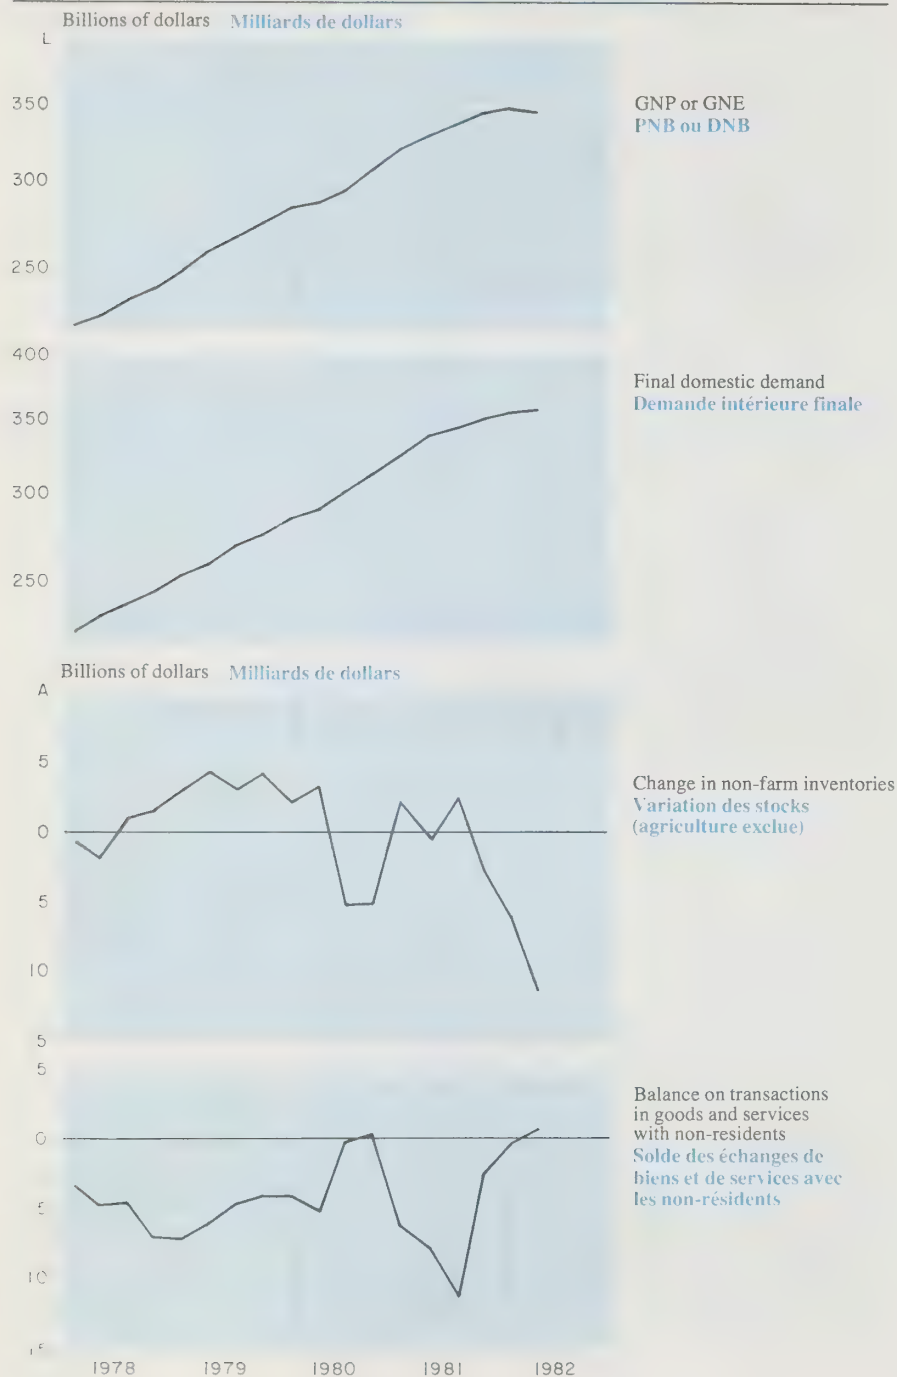 Billions of dollars Milliards de dollars
L
350
300
250
GNP or GNE
PNB ou DNB
400
350
300
250
Final domestic demand
Demande intérieure finale
Billions of dollars Milliards de dollars
A
5
0
5
10
5
Change in non-farm inventories
Variation des stocks
(agriculture exclue)
5
0
5
10
Balance on transactions
in goods and services
with non-residents
Solde des échanges de
biens et de services avec
les non-résidents
1978 1979 1980 1981 1982